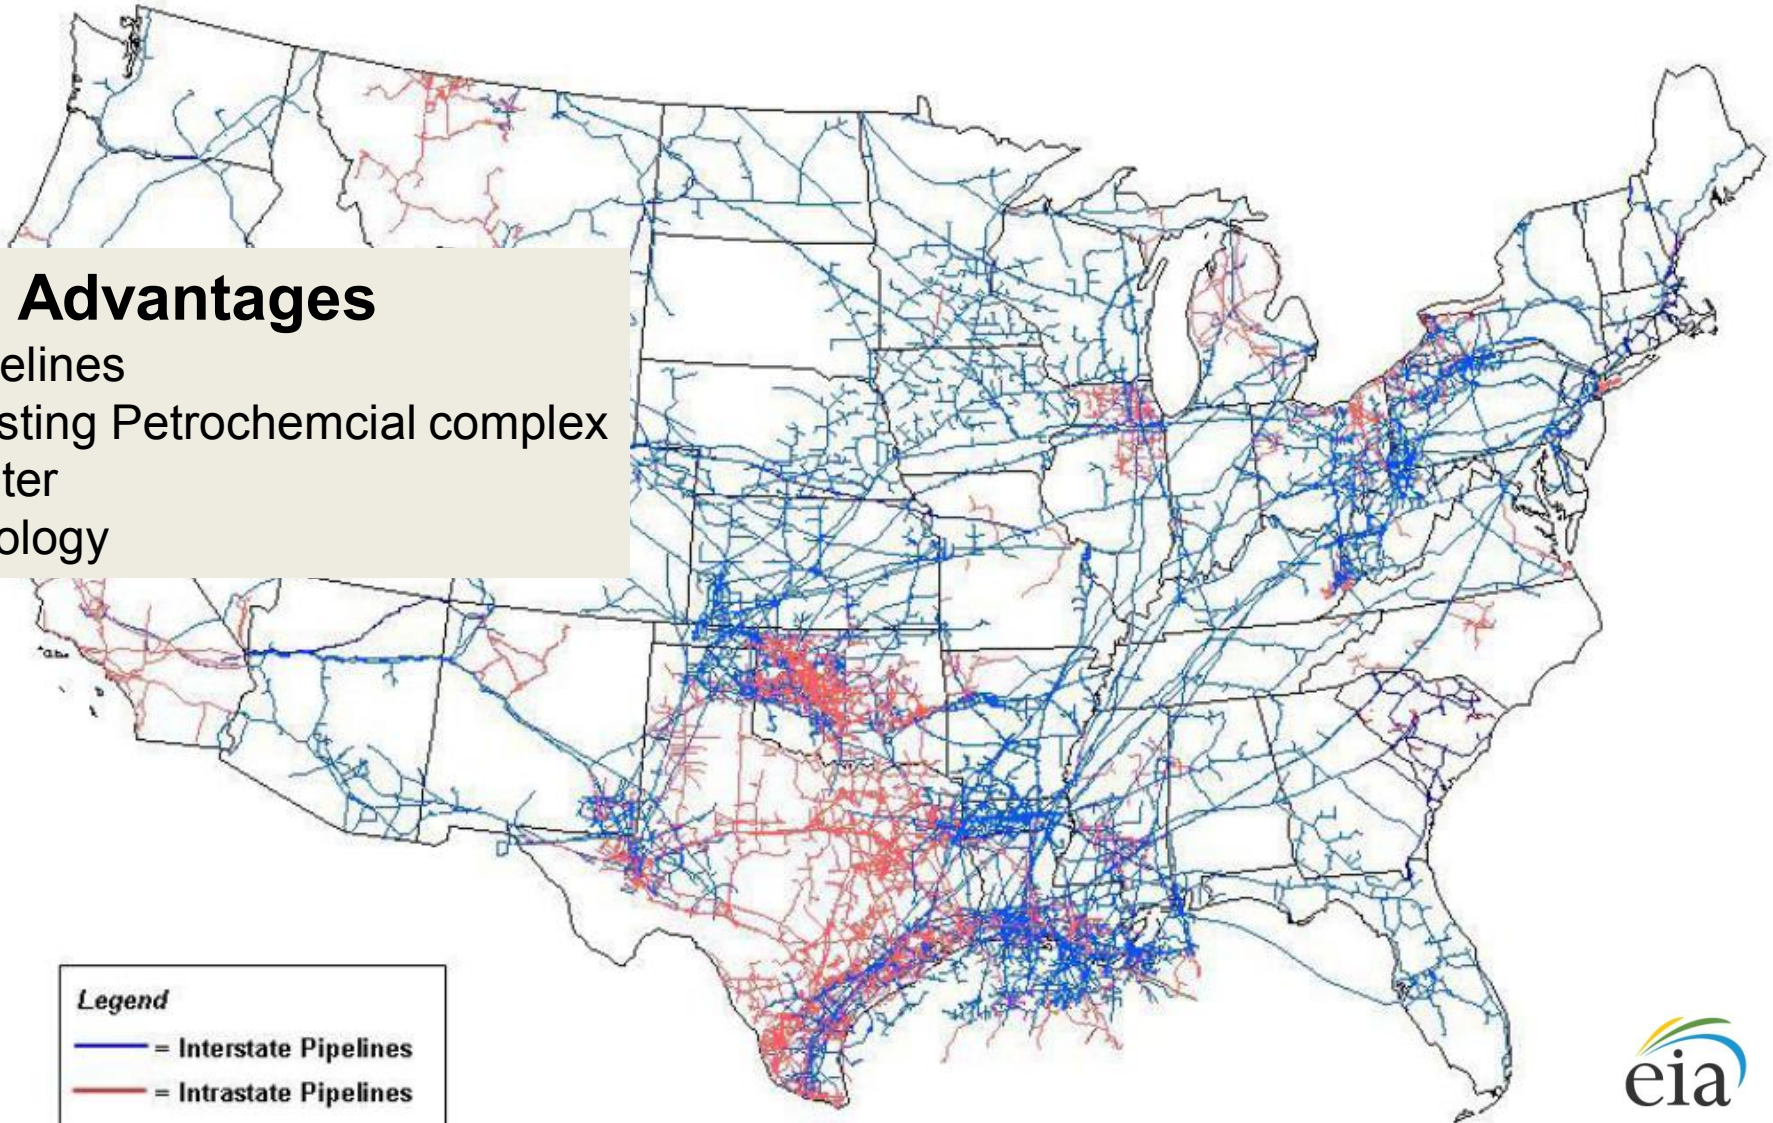 Advantages
elines
sting Petrochemcial complex
ter
ology
Legend
= Interstate Pipelines
= Intrastate Pipelines
eia